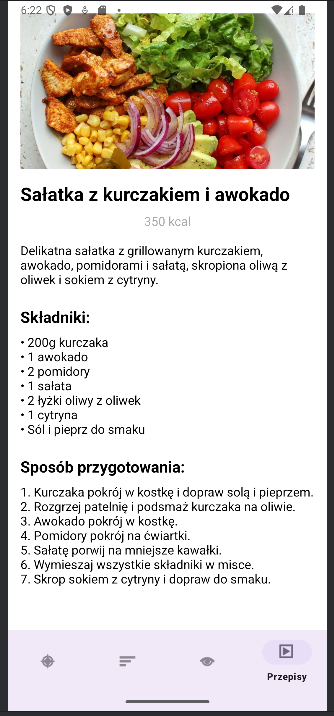 6:22
Sałatka z kurczakiem i awokado
350 kcal
Delikatna sałatka z grillowanym kurczakiem,
awokado, pomidorami i sałatą, skropiona oliwą z
oliwek i sokiem z cytryny.
Składniki:
• 200g kurczaka
• 1 awokado
• 2 pomidory
• 1 sałata
• 2 łyżki oliwy z oliwek
• 1 cytryna
• Sól i pieprz do smaku
Sposób przygotowania:
1. Kurczaka pokrój w kostkę i dopraw solą i pieprzem.
2. Rozgrzej patelnię i podsmaż kurczaka na oliwie.
3. Awokado pokrój w kostkę.
4. Pomidory pokrój na ćwiartki.
5. Sałatę porwij na mniejsze kawałki.
6. Wymieszaj wszystkie składniki w misce.
7. Skrop sokiem z cytryny i dopraw do smaku.
Przepisy